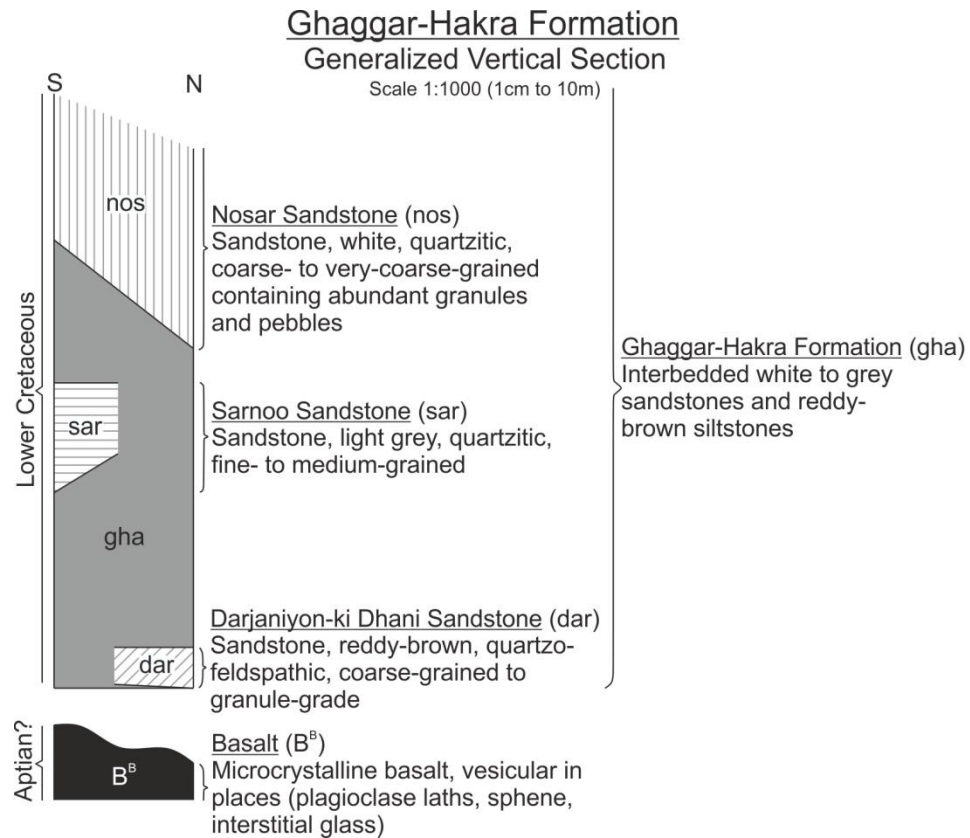 Ghaggar-Hakra Formation
Generalized Vertical Section
Scale 1:1000 (1cm to 10m)
S
N
Lower Cretaceous
nos
Nosar Sandstone (nos)
Sandstone, white, quartzitic,
coarse- to very-coarse-grained
containing abundant granules
and pebbles
sar
Sarnoo Sandstone (sar)
Sandstone, light grey, quartzitic,
fine- to medium-grained
gha
Darjaniyon-ki Dhani Sandstone (dar)
Sandstone, reddy-brown, quartzo-
feldspathic, coarse-grained to
granule-grade
dar
Ghaggar-Hakra Formation (gha)
Interbedded white to grey
sandstones and reddy-
brown siltstones
Aptian?
Bᴮ
Basalt (Bᴮ)
Microcrystalline basalt, vesicular in
places (plagioclase laths, sphene,
interstitial glass)